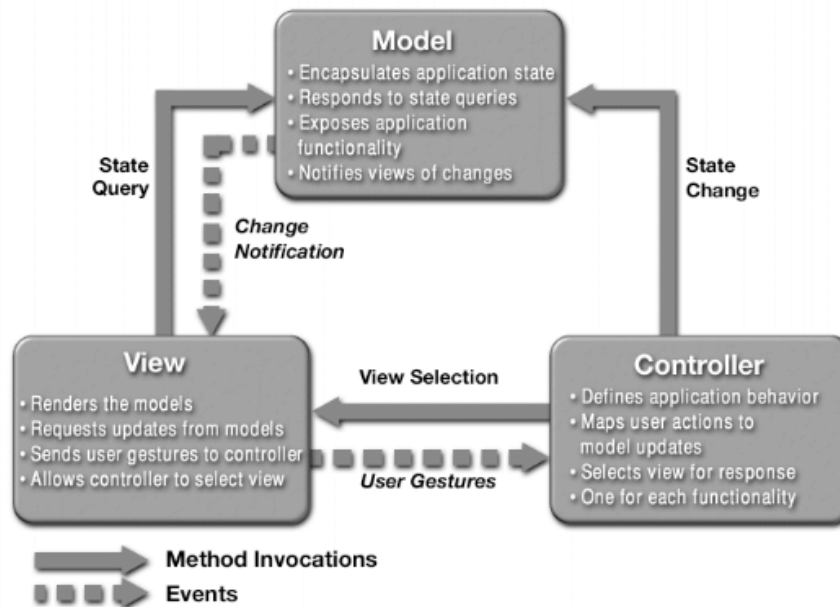 Model
• Encapsulates application state
• Responds to state queries
• Exposes application
functionality
• Notifies views of changes
State
Query
Change
Notification
State
Change
View
• Renders the models
• Requests updates from models
• Sends user gestures to controller
• Allows controller to select view
View Selection
User Gestures
Controller
• Defines application behavior
• Maps user actions to
model updates
• Selects view for response
• One for each functionality
Method Invocations
Events